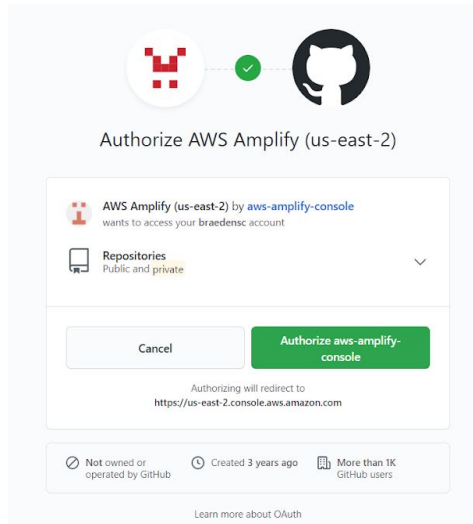 Authorize AWS Amplify (us-east-2)
AWS Amplify (us-east-2) by aws-amplify-console
wants to access your braedensc account
Repositories
Public and private
Cancel
Authorize aws-amplify-
console
Authorizing will redirect to
https://us-east-2.console.aws.amazon.com
Not owned or
operated by GitHub
Created 3 years ago
More than 1K
GitHub users
Learn more about OAuth